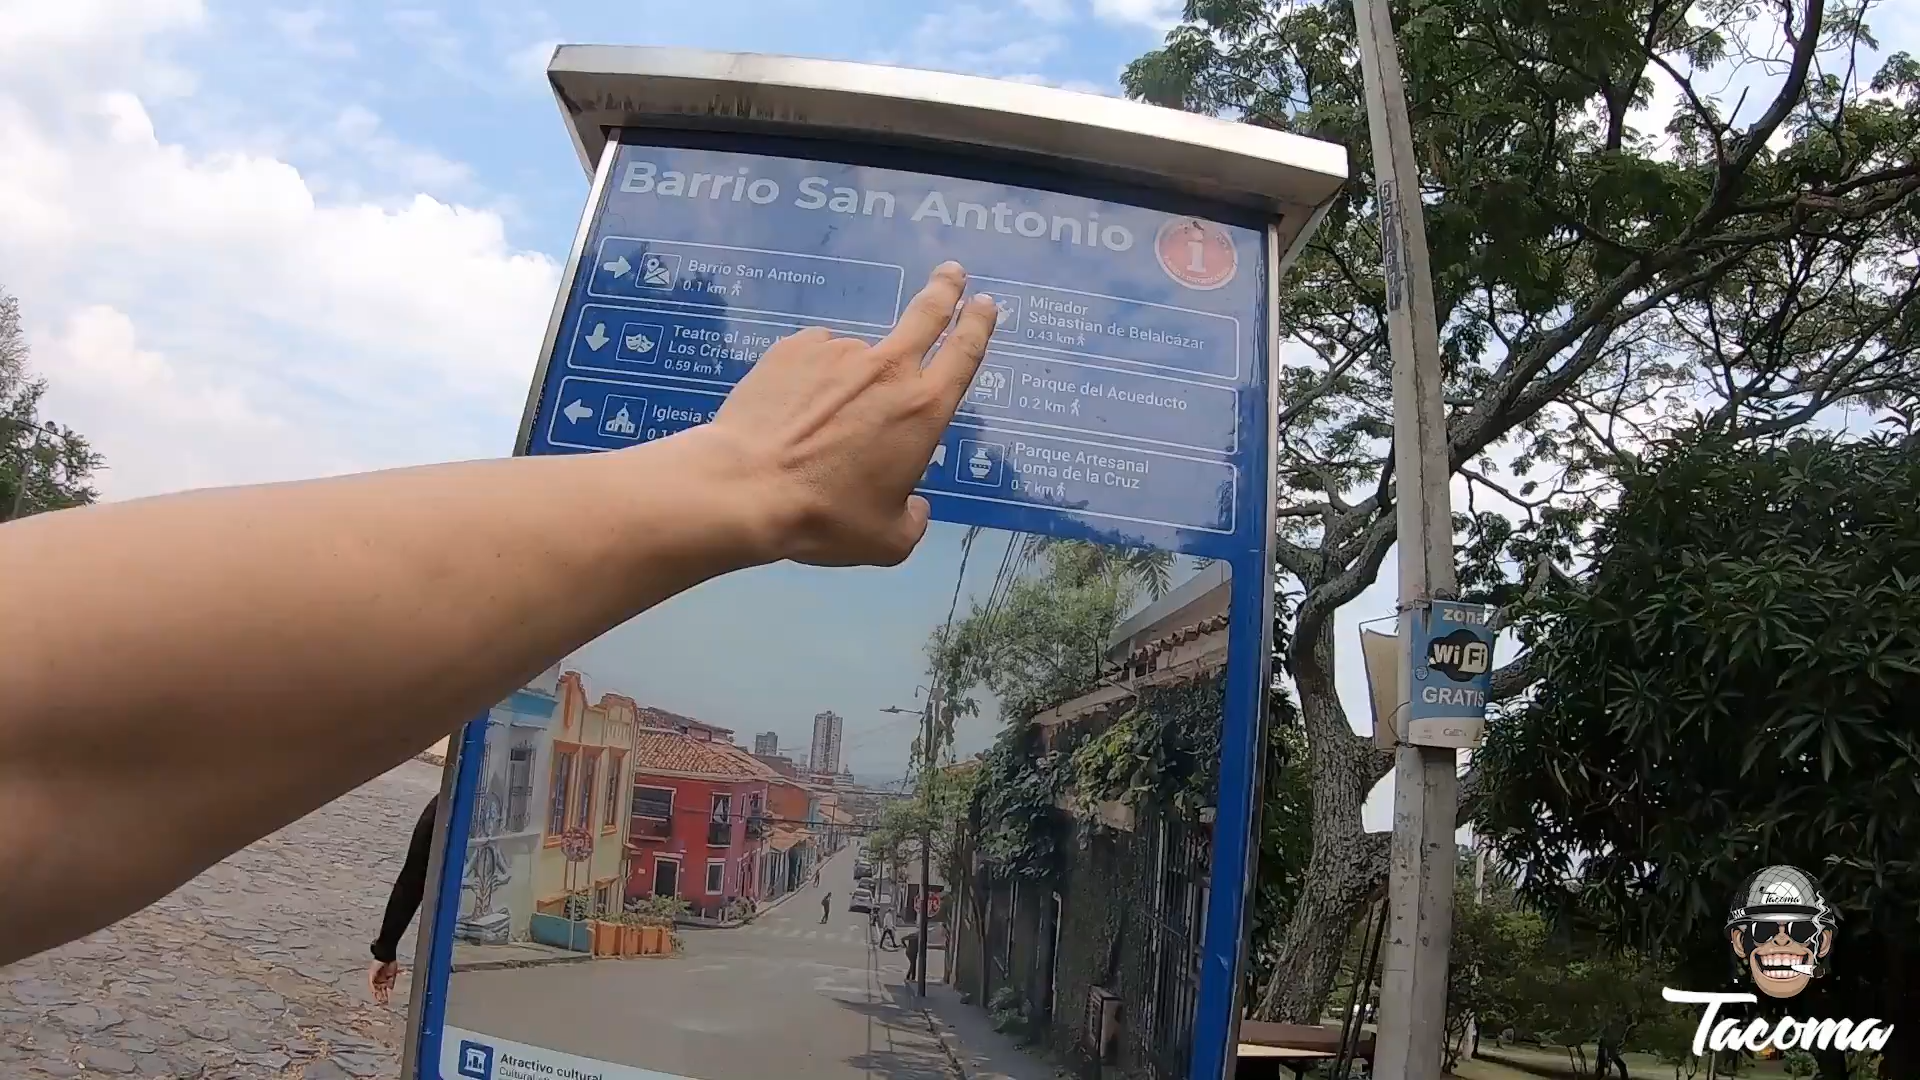 Barrio San Antonio
i
Barrio San Antonio
0.1 km
Teatro al aire
Los Cristales
0.59 km
Iglesia
Mirador
Sebastian de Belalcázar
0.43 km
Parque del Acueducto
0.2 km
Parque Artesanal
Loma de la Cruz
0.7 km
Atractivo cultural
zona
WiFi
GRATIS
Tacoma
Tacoma